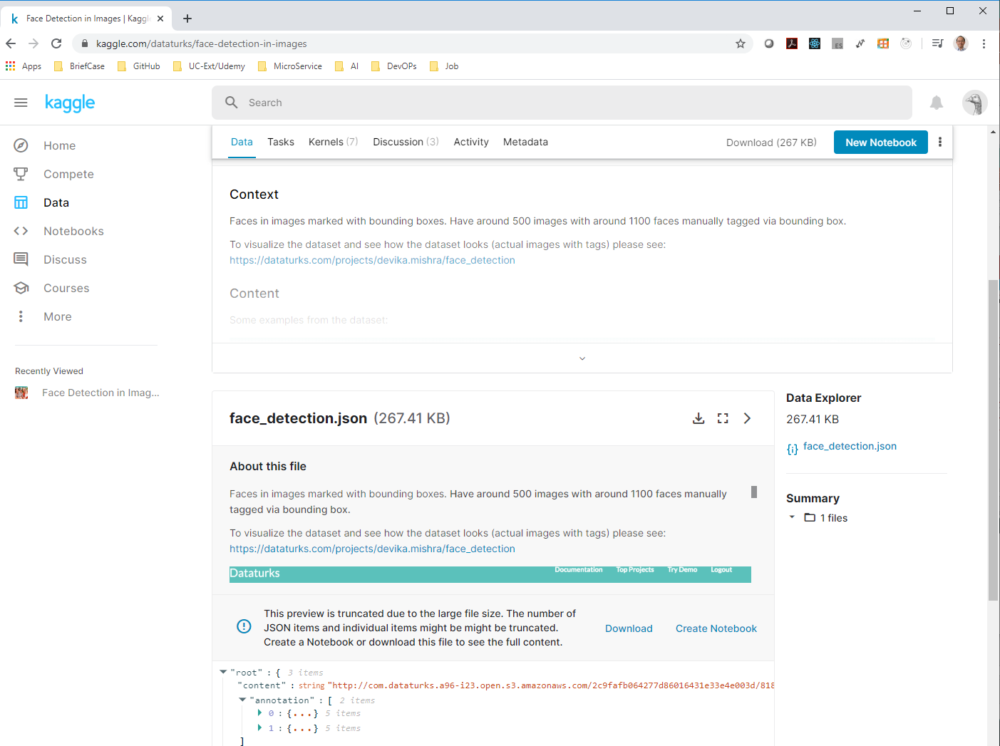 Face Detection in Images | Kaggl
kaggle.com/dataturks/face-detection-in-images
Apps BriefCase GitHub UC-Ext/Udemy MicroService AI DevOPs Job
kaggle
Search
Home
Compete
Data
Notebooks
Discuss
Courses
More
Recently Viewed
Face Detection in Imag...
Data Tasks Kernels (7) Discussion (3) Activity Metadata Download (267 KB) New Notebook
Context
Faces in images marked with bounding boxes. Have around 500 images with around 1100 faces manually tagged via bounding box.
To visualize the dataset and see how the dataset looks (actual images with tags) please see:
https://dataturks.com/projects/devika.mishra/face_detection
Content
Some examples from the dataset:
face_detection.json (267.41 KB)
About this file
Faces in images marked with bounding boxes. Have around 500 images with around 1100 faces manually
tagged via bounding box.
To visualize the dataset and see how the dataset looks (actual images with tags) please see:
https://dataturks.com/projects/devika.mishra/face_detection
Dataturks Documentation Top Projects Try Demo Logout
This preview is truncated due to the large file size. The number of
JSON items and individual items might be might be truncated.
Create a Notebook or download this file to see the full content.
Download Create Notebook
"root" : { 3 items
"content" : string "http://com.dataturks.a96-i23.open.s3.amazonaws.com/2c9fafb064277d86016431e33e4e003d/818
"annotation" : [ 2 items
0 : {...} 5 items
1 : {...} 5 items
]
Data Explorer
267.41 KB
{i} face_detection.json
Summary
1 files